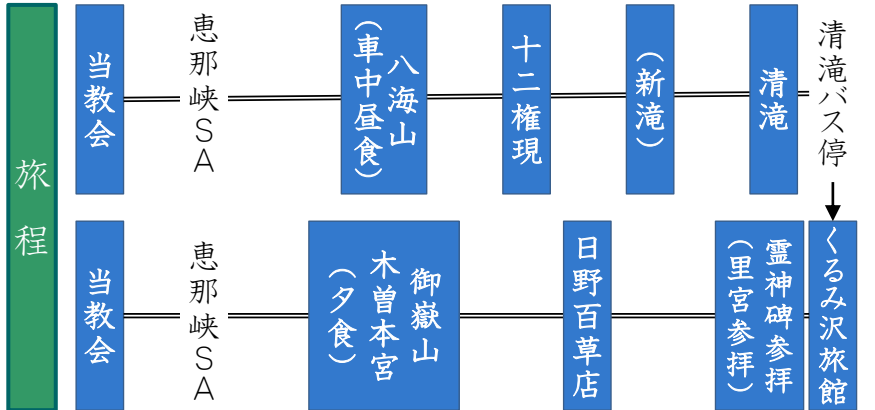 旅程
当教会
恵那峡SA
八海山
(車中昼食)
十二権現
(新滝)
清滝
清滝バス停
くるみ沢旅館
霊神碑参拝
(里宮参拝)
日野百草店
御嶽山
木曽本宮
(夕食)
恵那峡SA
当教会